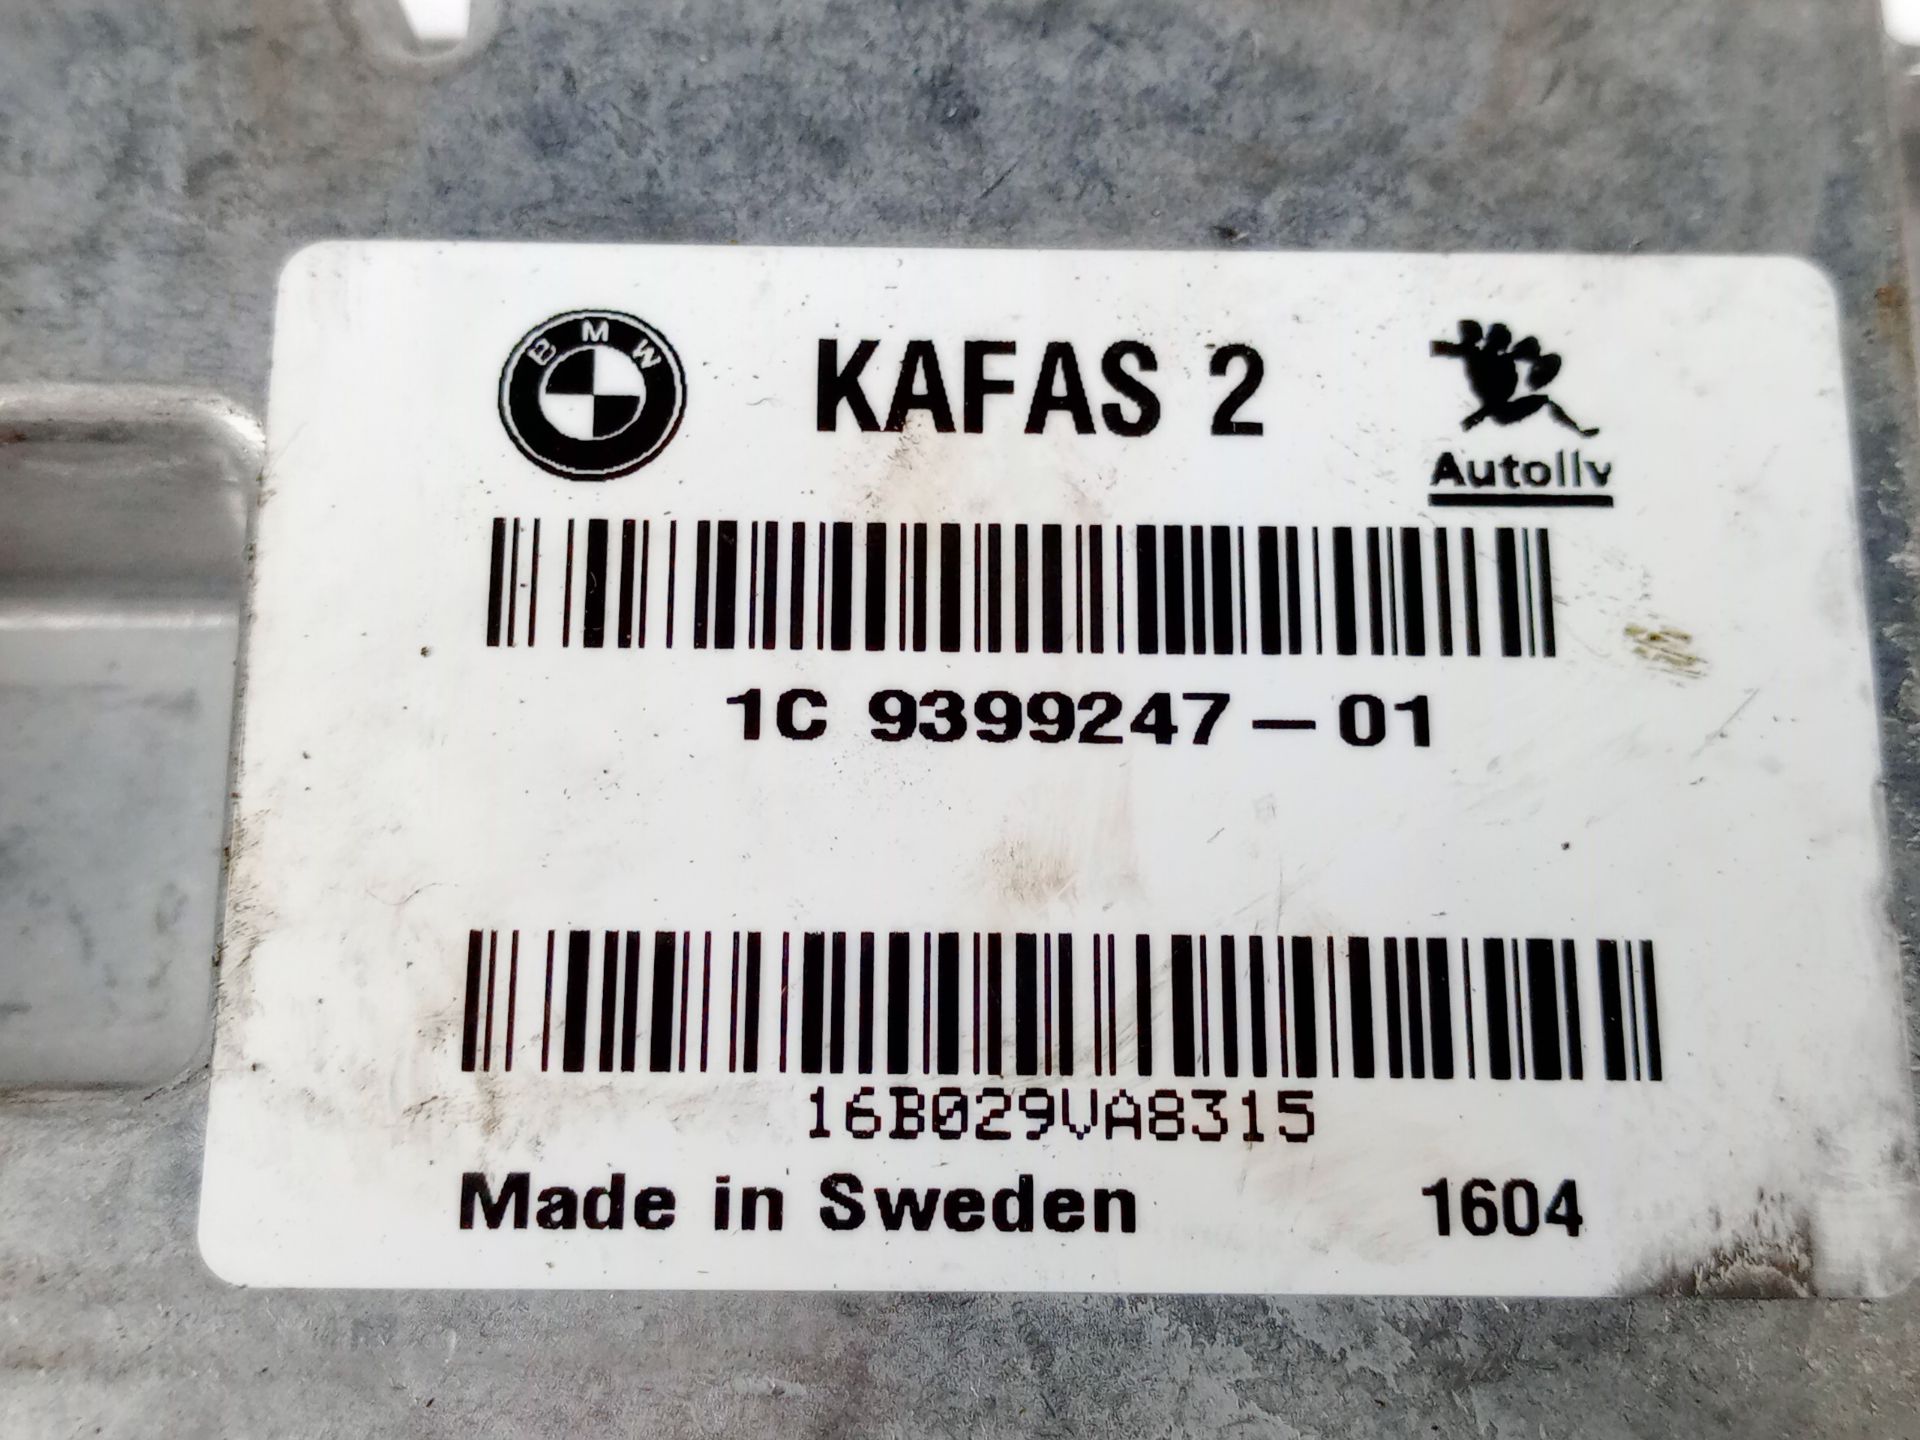 BMW
KAFAS 2
Autoliv
1C 9399247-01
16B029VA8315
Made in Sweden 1604